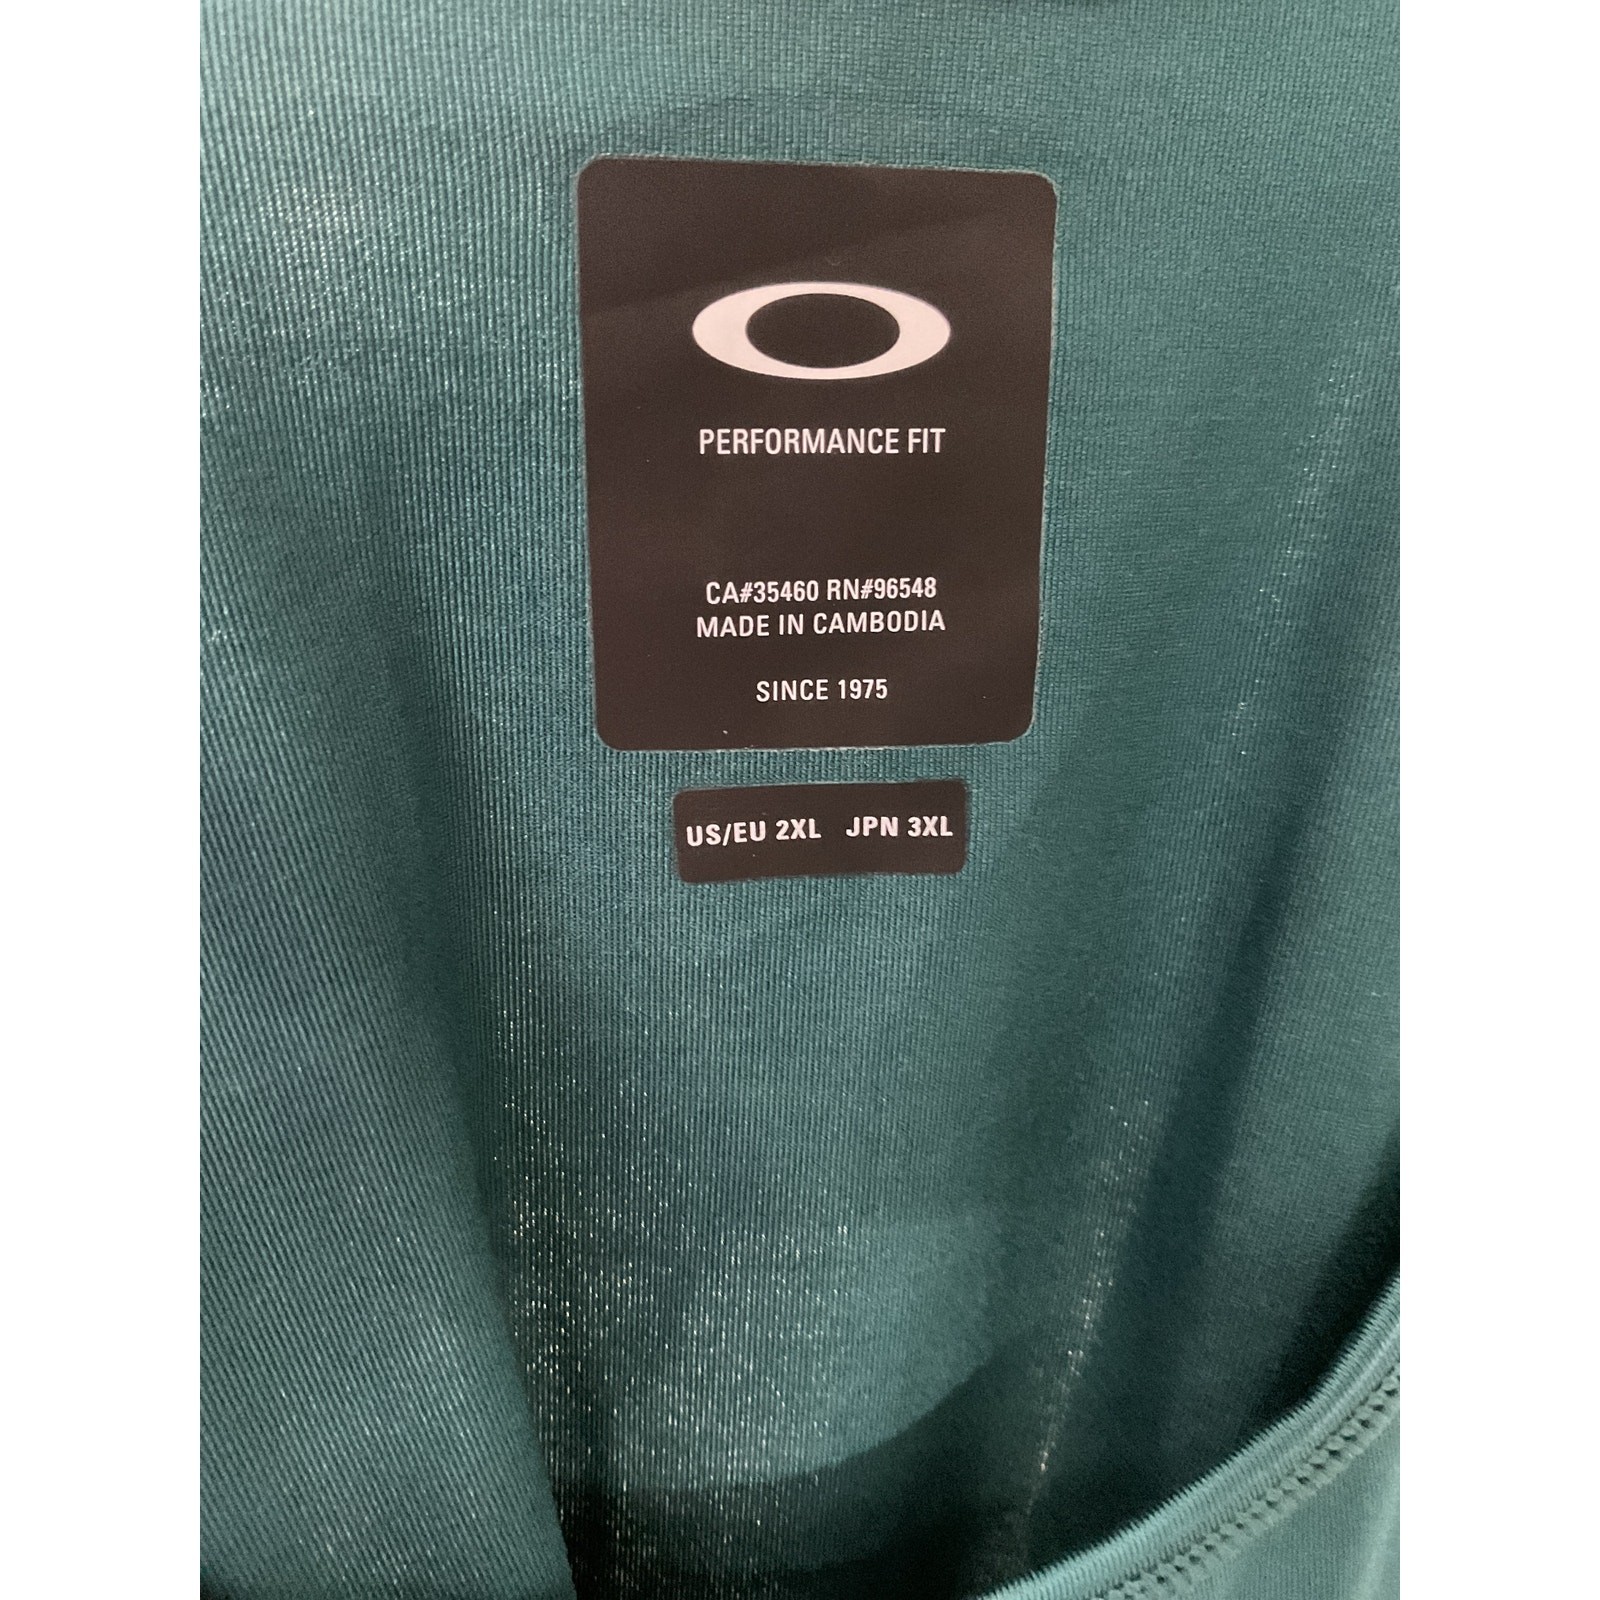 PERFORMANCE FIT
CA#35460 RN#96548
MADE IN CAMBODIA
SINCE 1975
US/EU 2XL JPN 3XL